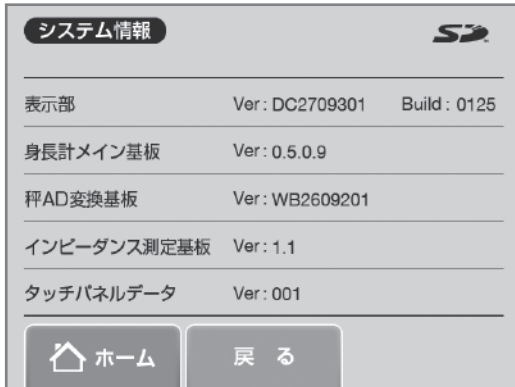 システム情報 SD
表示部 Ver : DC2709301 Build : 0125
身長計メイン基板 Ver : 0.5.0.9
秤AD変換基板 Ver : WB2609201
インピーダンス測定基板 Ver : 1.1
タッチパネルデータ Ver : 001
ホーム 戻る